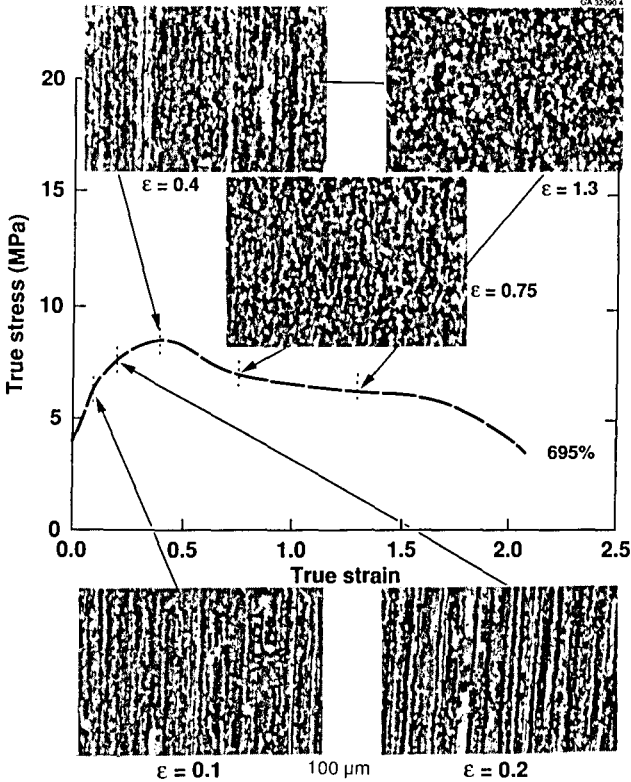 GA 32390 4
20
ε = 0.4
ε = 1.3
15
True stress (MPa)
ε = 0.75
10
5
695%
0
0.0 0.5 1.0 1.5 2.0 2.5
True strain
ε = 0.1 100 μm ε = 0.2